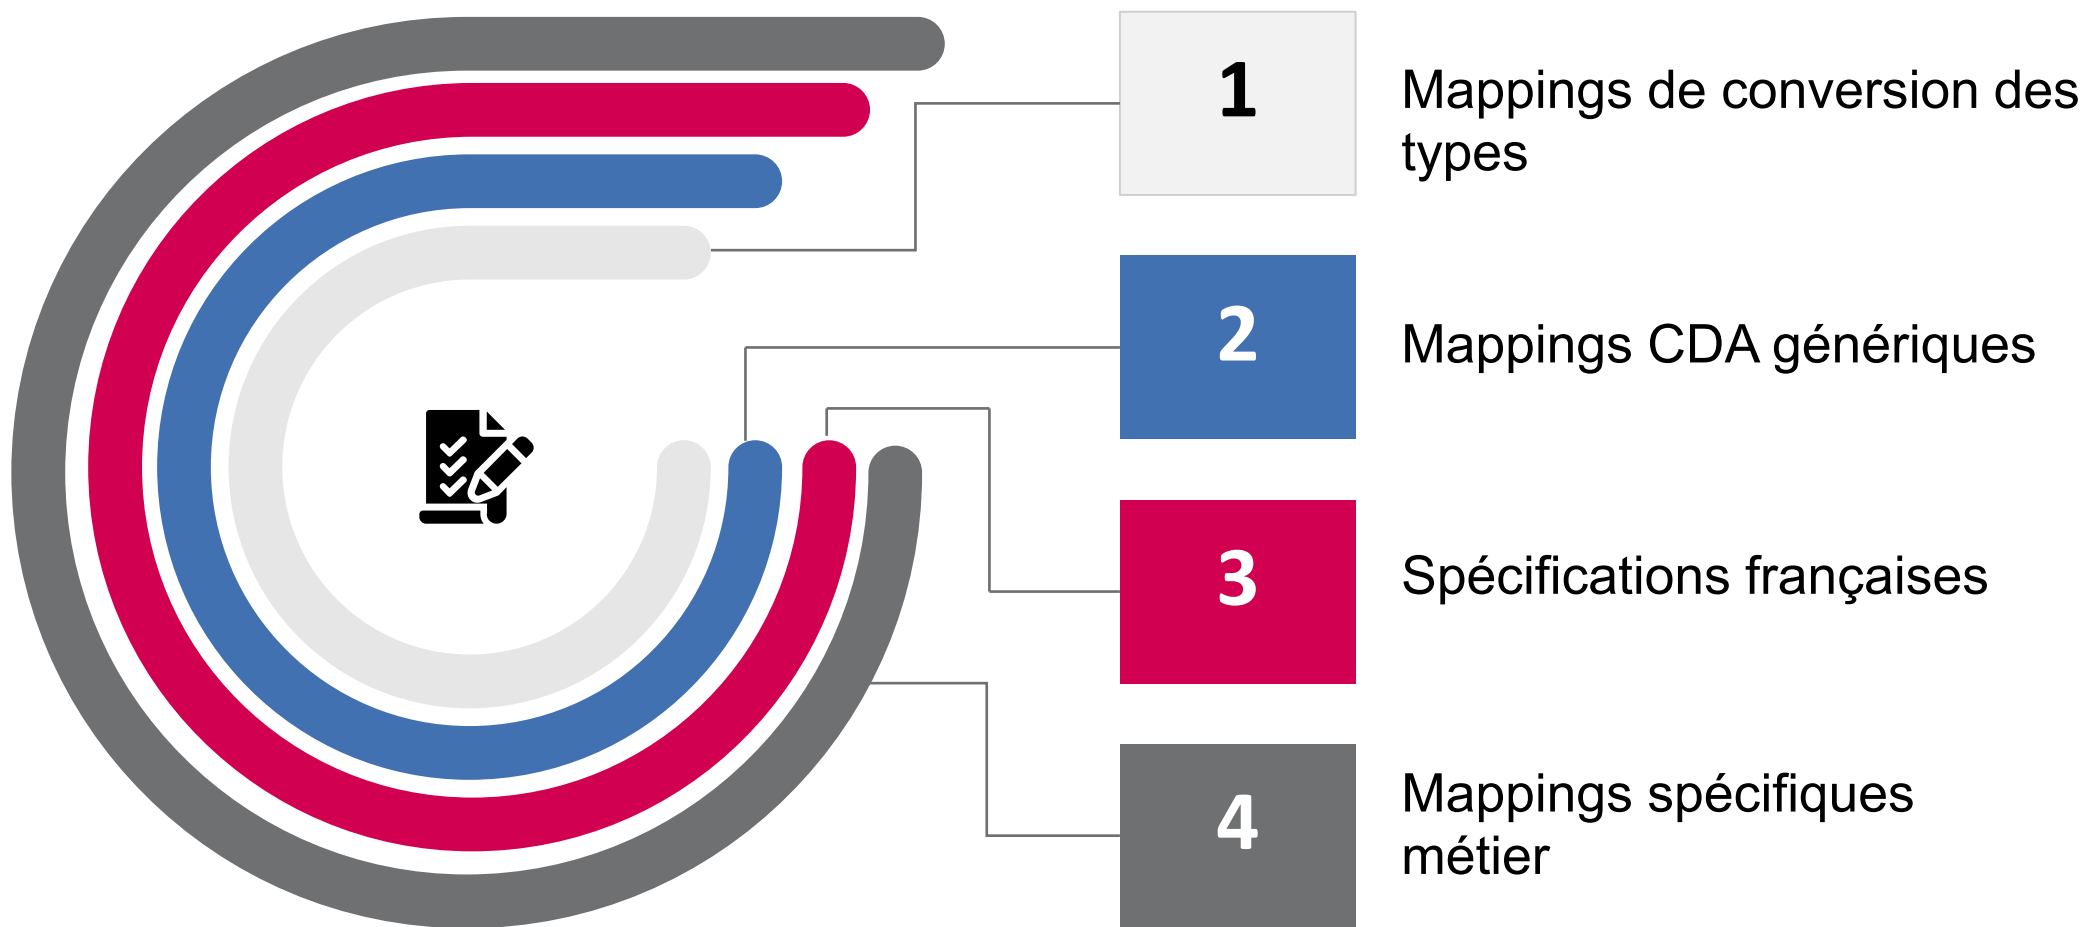 1
Mappings de conversion des
types
2
Mappings CDA génériques
3
Spécifications françaises
4
Mappings spécifiques
métier